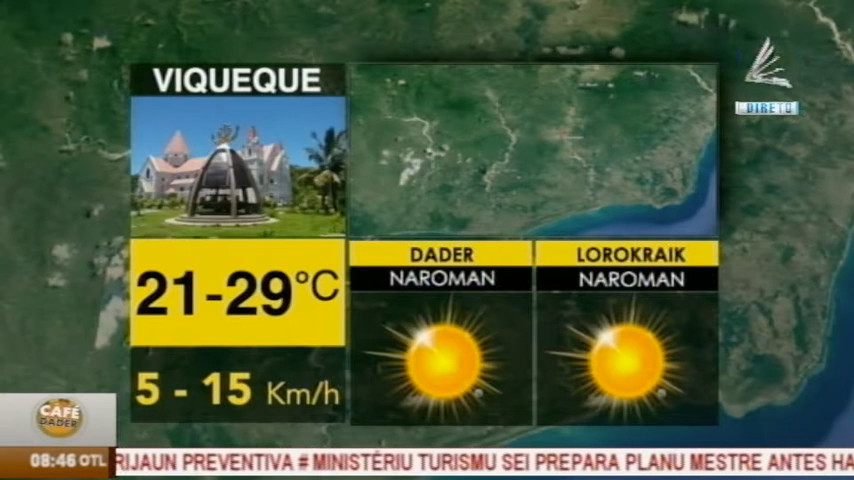 VIQUEQUE
DIRETO
DADER
LOROKRAIK
NAROMAN
NAROMAN
21-29°C
5 - 15 Km/h
CAFÉ
DADER
08:46 OTL
RIJAUN PREVENTIVA # MINISTÉRIU TURISMU SEI PREPARA PLANU MESTRE ANTES HA